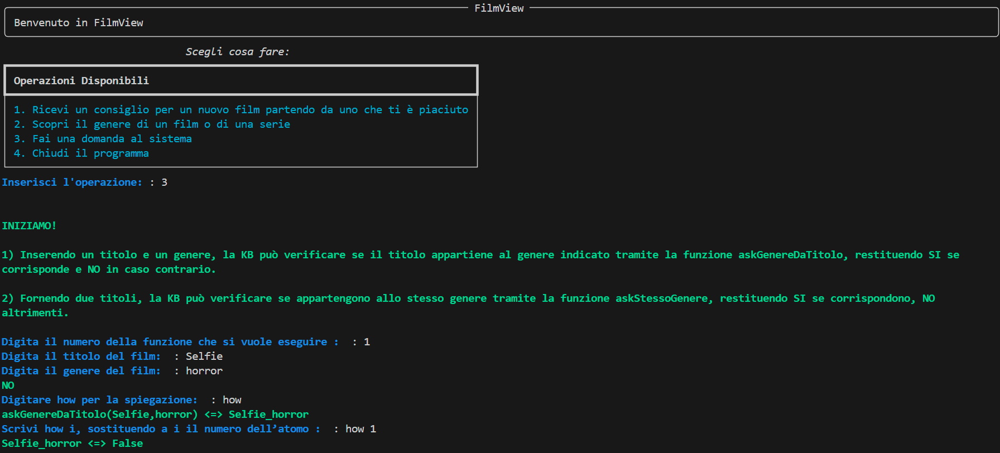 FilmView
Benvenuto in FilmView
Scegli cosa fare:
Operazioni Disponibili
1. Ricevi un consiglio per un nuovo film partendo da uno che ti è piaciuto
2. Scopri il genere di un film o di una serie
3. Fai una domanda al sistema
4. Chiudi il programma
Inserisci l'operazione: : 3
INIZIAMO!
1) Inserendo un titolo e un genere, la KB può verificare se il titolo appartiene al genere indicato tramite la funzione askGenereDaTitolo, restituendo SI se
corrisponde e NO in caso contrario.
2) Fornendo due titoli, la KB può verificare se appartengono allo stesso genere tramite la funzione askStessoGenere, restituendo SI se corrispondono, NO
altrimenti.
Digita il numero della funzione che si vuole eseguire :  : 1
Digita il titolo del film:  : Selfie
Digita il genere del film:  : horror
NO
Digitare how per la spiegazione:  : how
askGenereDaTitolo(Selfie,horror) <=> Selfie_horror
Scrivi how i, sostituendo a i il numero dell’atomo :  : how 1
Selfie_horror <=> False